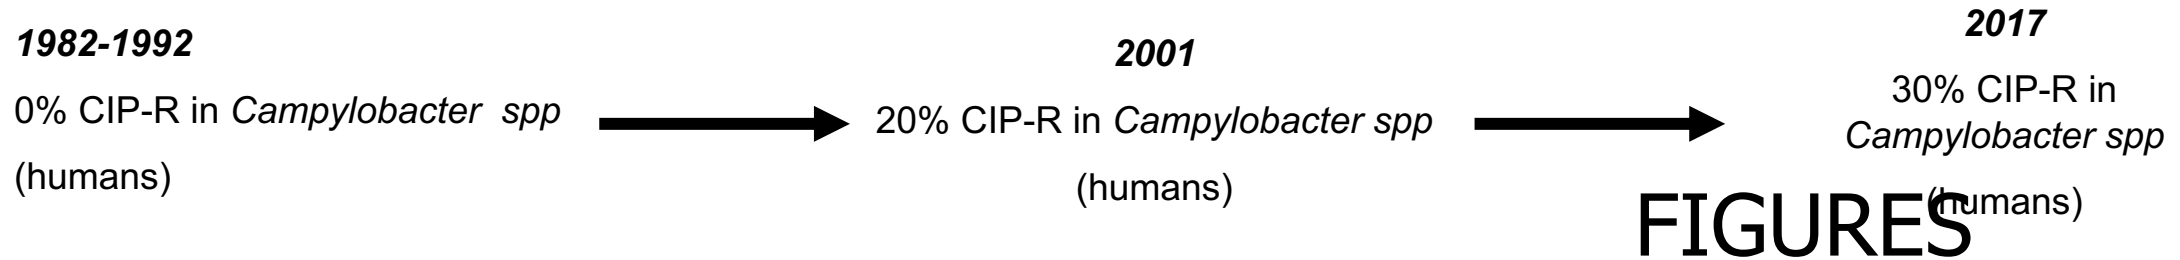 1982-1992
0% CIP-R in Campylobacter spp
(humans)
2001
20% CIP-R in Campylobacter spp
(humans)
2017
30% CIP-R in
Campylobacter spp
(humans)
FIGURES